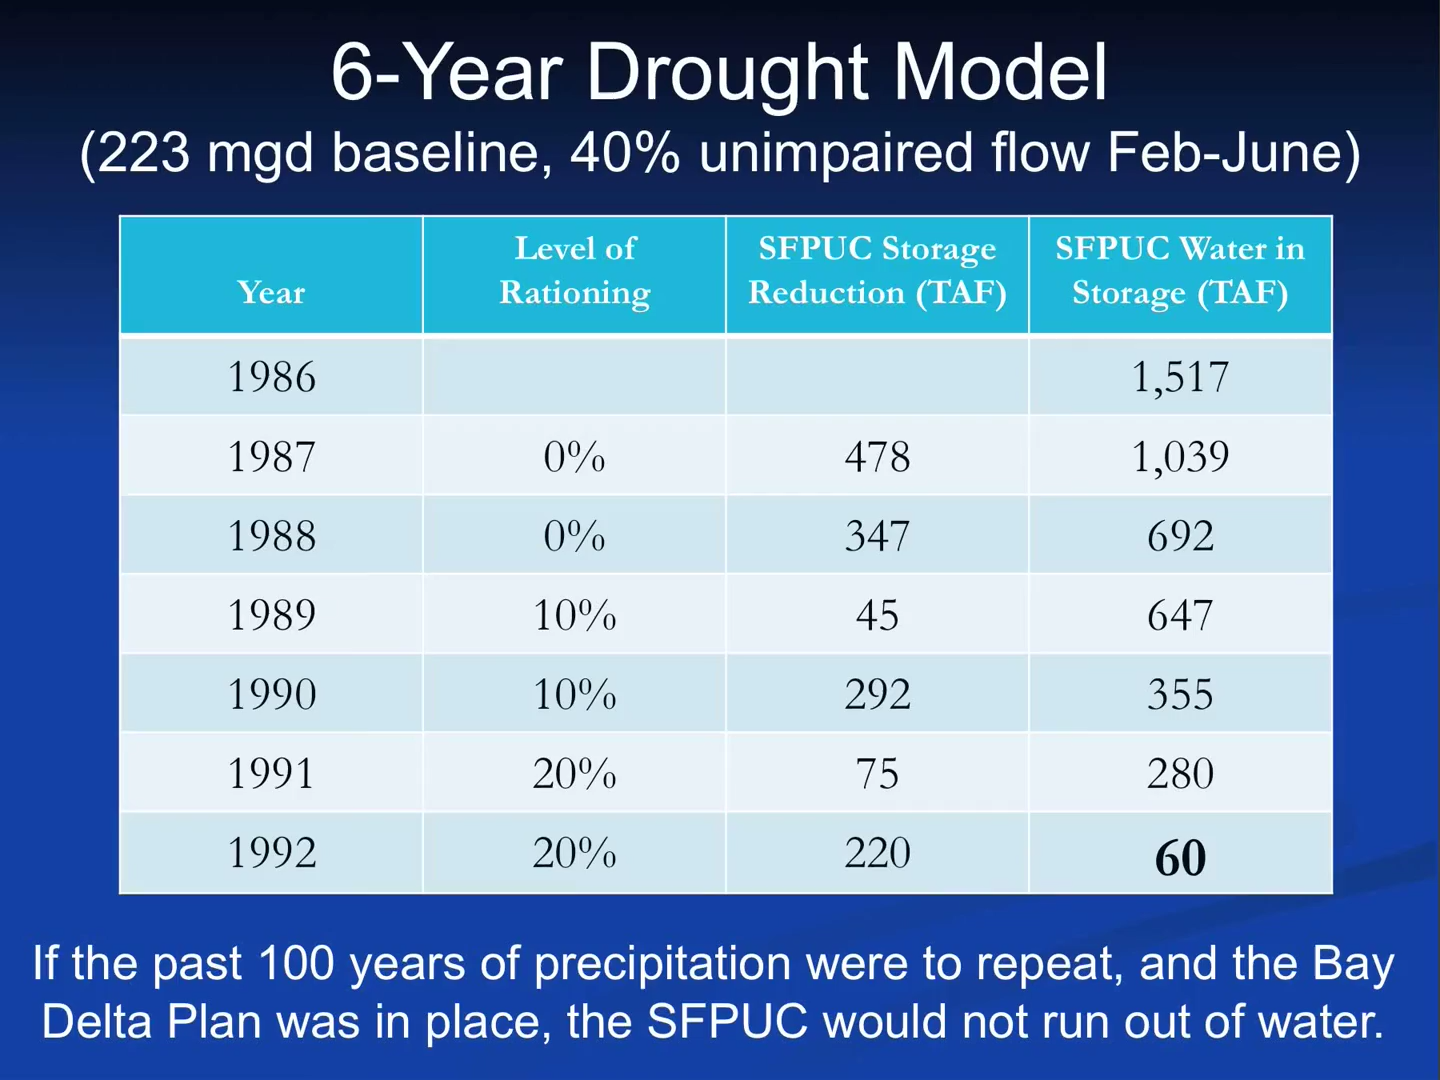 6-Year Drought Model
(223 mgd baseline, 40% unimpaired flow Feb-June)
Year Level of Rationing SFPUC Storage Reduction (TAF) SFPUC Water in Storage (TAF)
1986 1,517
1987 0% 478 1,039
1988 0% 347 692
1989 10% 45 647
1990 10% 292 355
1991 20% 75 280
1992 20% 220 60
If the past 100 years of precipitation were to repeat, and the Bay
Delta Plan was in place, the SFPUC would not run out of water.